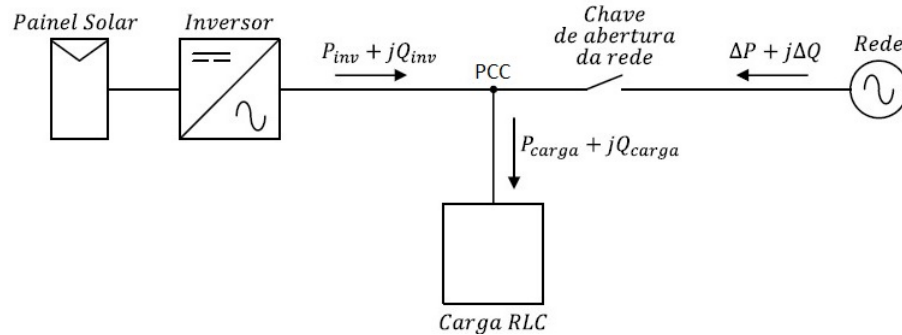 Painel Solar
Inversor
P_inv + jQ_inv
PCC
Chave
de abertura
da rede
ΔP + jΔQ
Rede
P_carga + jQ_carga
Carga RLC